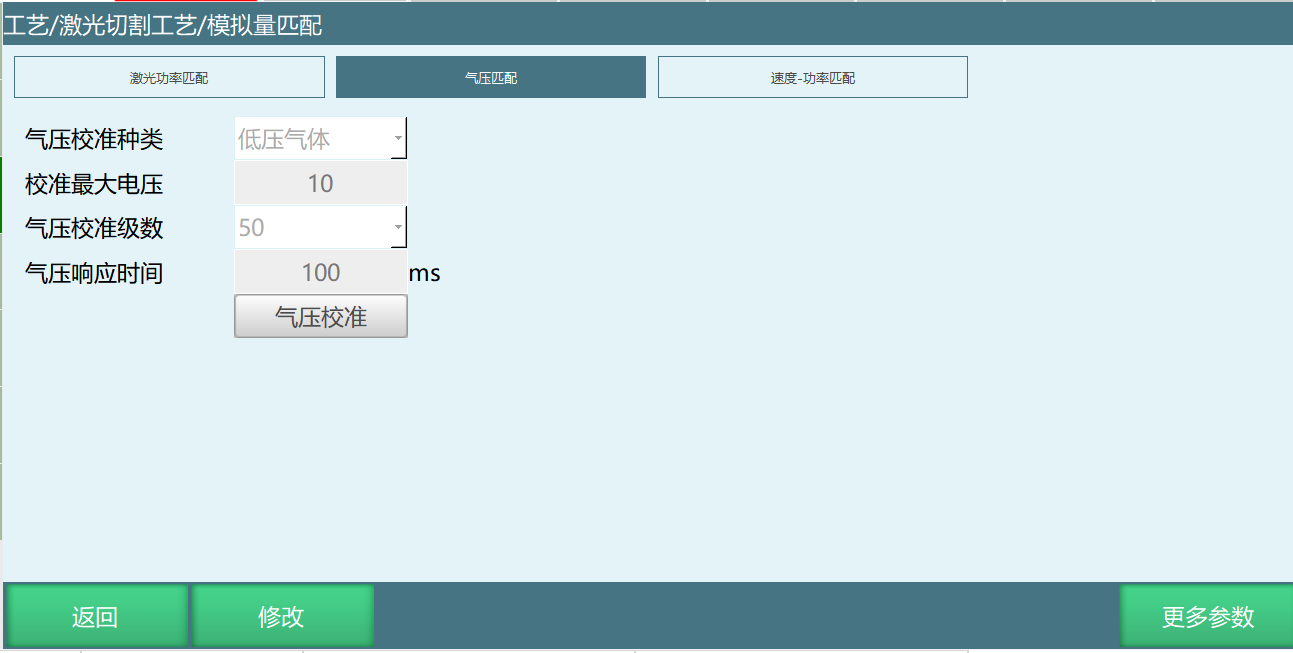 工艺/激光切割工艺/模拟量匹配
激光功率匹配 气压匹配 速度-功率匹配
气压校准种类 低压气体
校准最大电压 10
气压校准级数 50
气压响应时间 100 ms
气压校准
返回 修改 更多参数